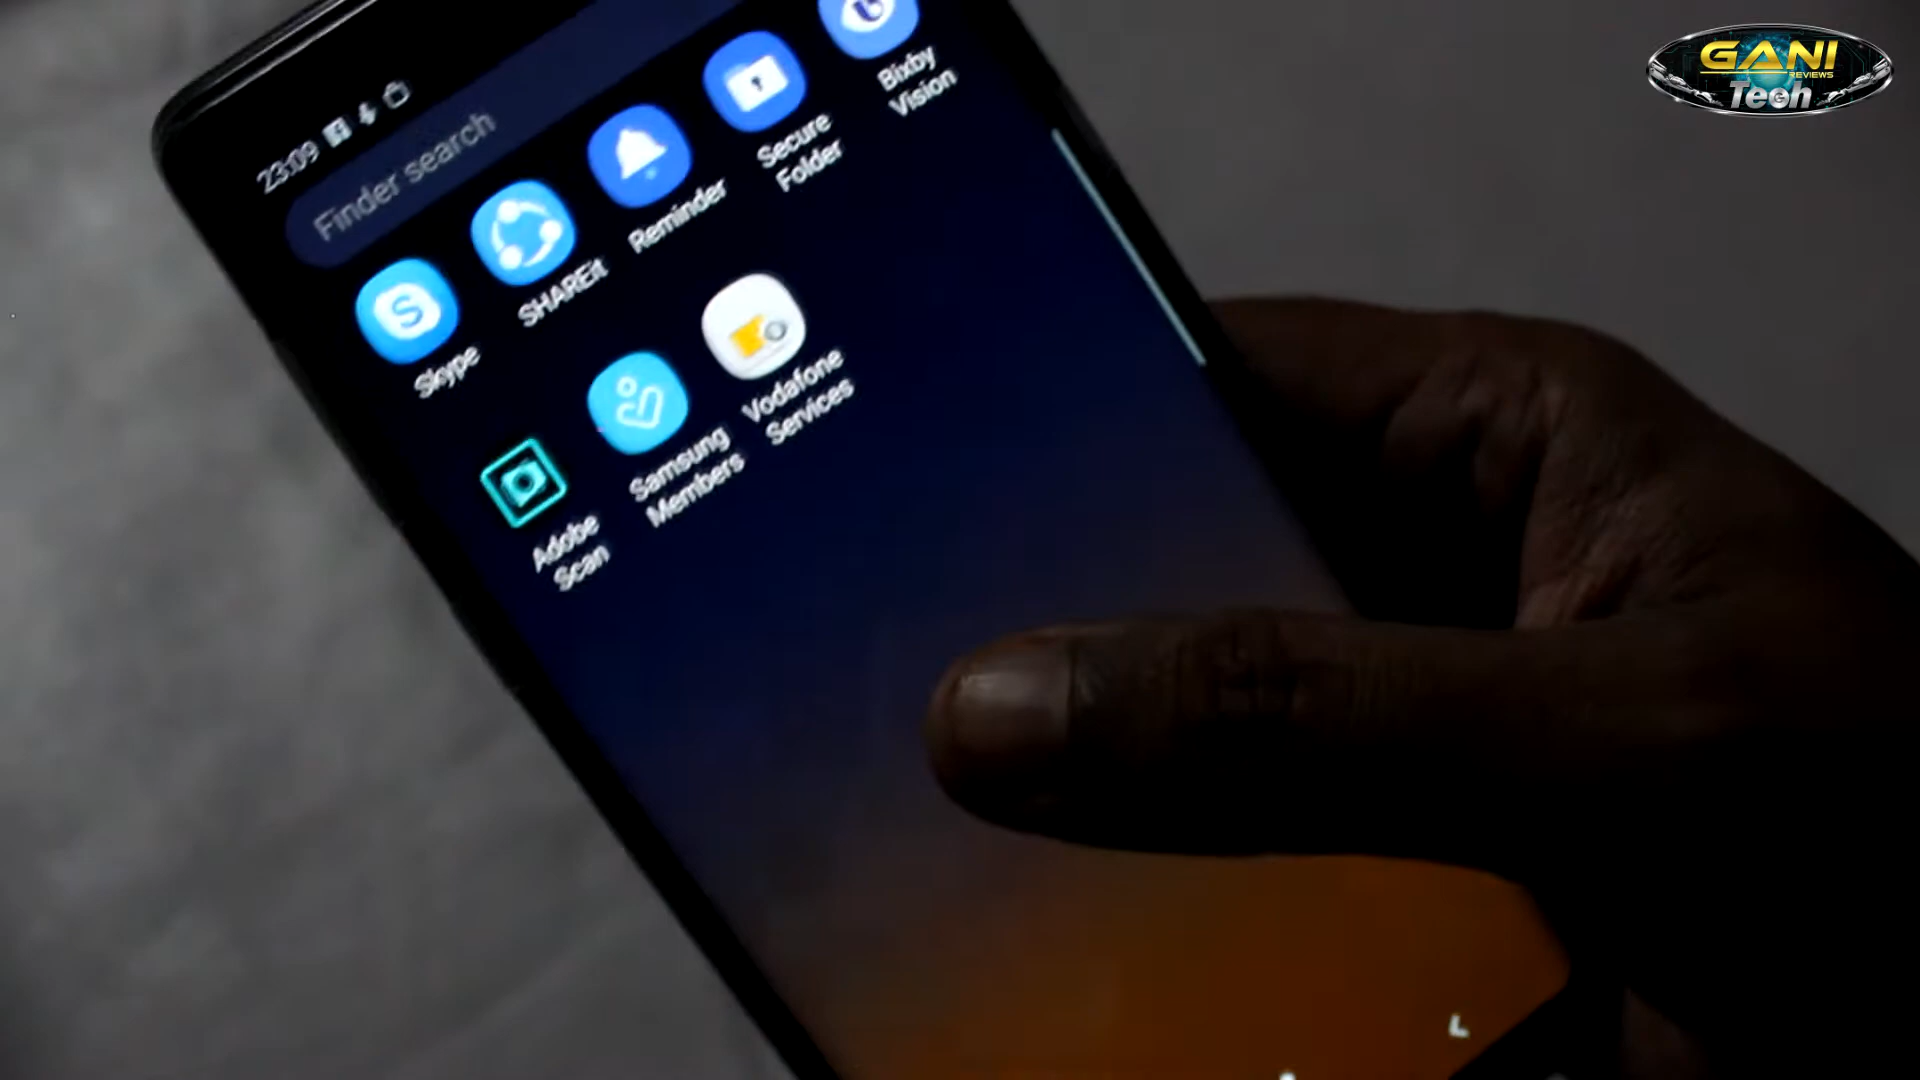 GANI
REVIEWS
Tech
23:09
Finder search
Skype
SHAREit
Reminder
Secure
Folder
Bixby
Vision
Adobe
Scan
Samsung
Members
Vodafone
Services